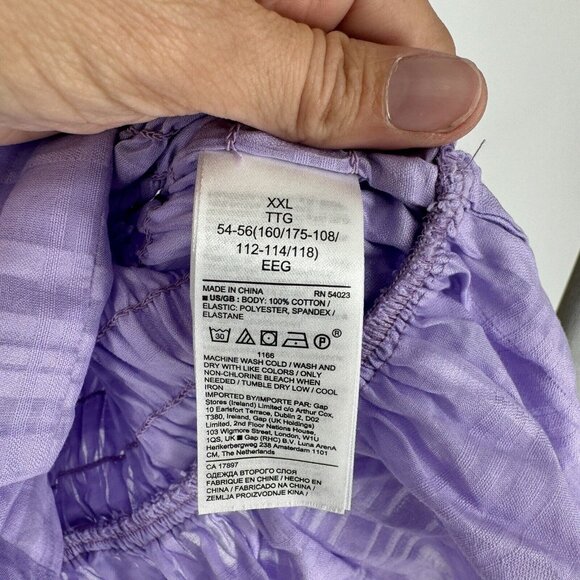 XXL
TTG
54-56(160/175-108/
112-114/118)
EEG
MADE IN CHINA RN 54023
■ US/GB : BODY: 100% COTTON /
ELASTIC: POLYESTER, SPANDEX /
ELASTANE
30 P ®
1166
MACHINE WASH COLD / WASH AND
DRY WITH LIKE COLORS / ONLY
NON-CHLORINE BLEACH WHEN
NEEDED / TUMBLE DRY LOW / COOL
IRON
IMPORTED BY/IMPORTE PAR: Gap
Stores (Ireland) Limited c/o Arthur Cox,
10 Earlsfort Terrace, Dublin 2, D02
T380, Ireland, Gap (UK Holdings)
Limited, 2nd Floor Nations House,
103 Wigmore Street, London, W1U
1QS, UK ■ Gap (RHC) B.V. Luna ArenA
Herikerbergweg 238 Amsterdam 1101
CM, The Netherlands
CA 17897
ОДЕЖДА ВТОРОГО СЛОЯ
FABRIQUE EN CHINE / HECHO EN
CHINA / FABRICADO NA CHINA /
ZEMLJA PROIZVODNJE KINA /